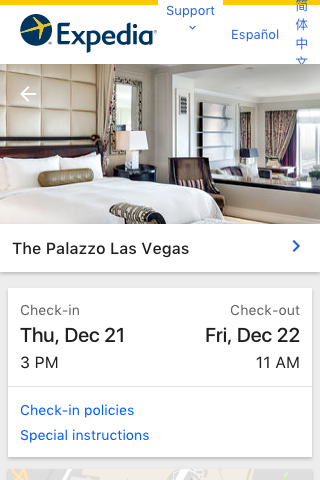 Support
Expedia
Español
简体中文
The Palazzo Las Vegas
Check-in
Check-out
Thu, Dec 21
Fri, Dec 22
3 PM
11 AM
Check-in policies
Special instructions